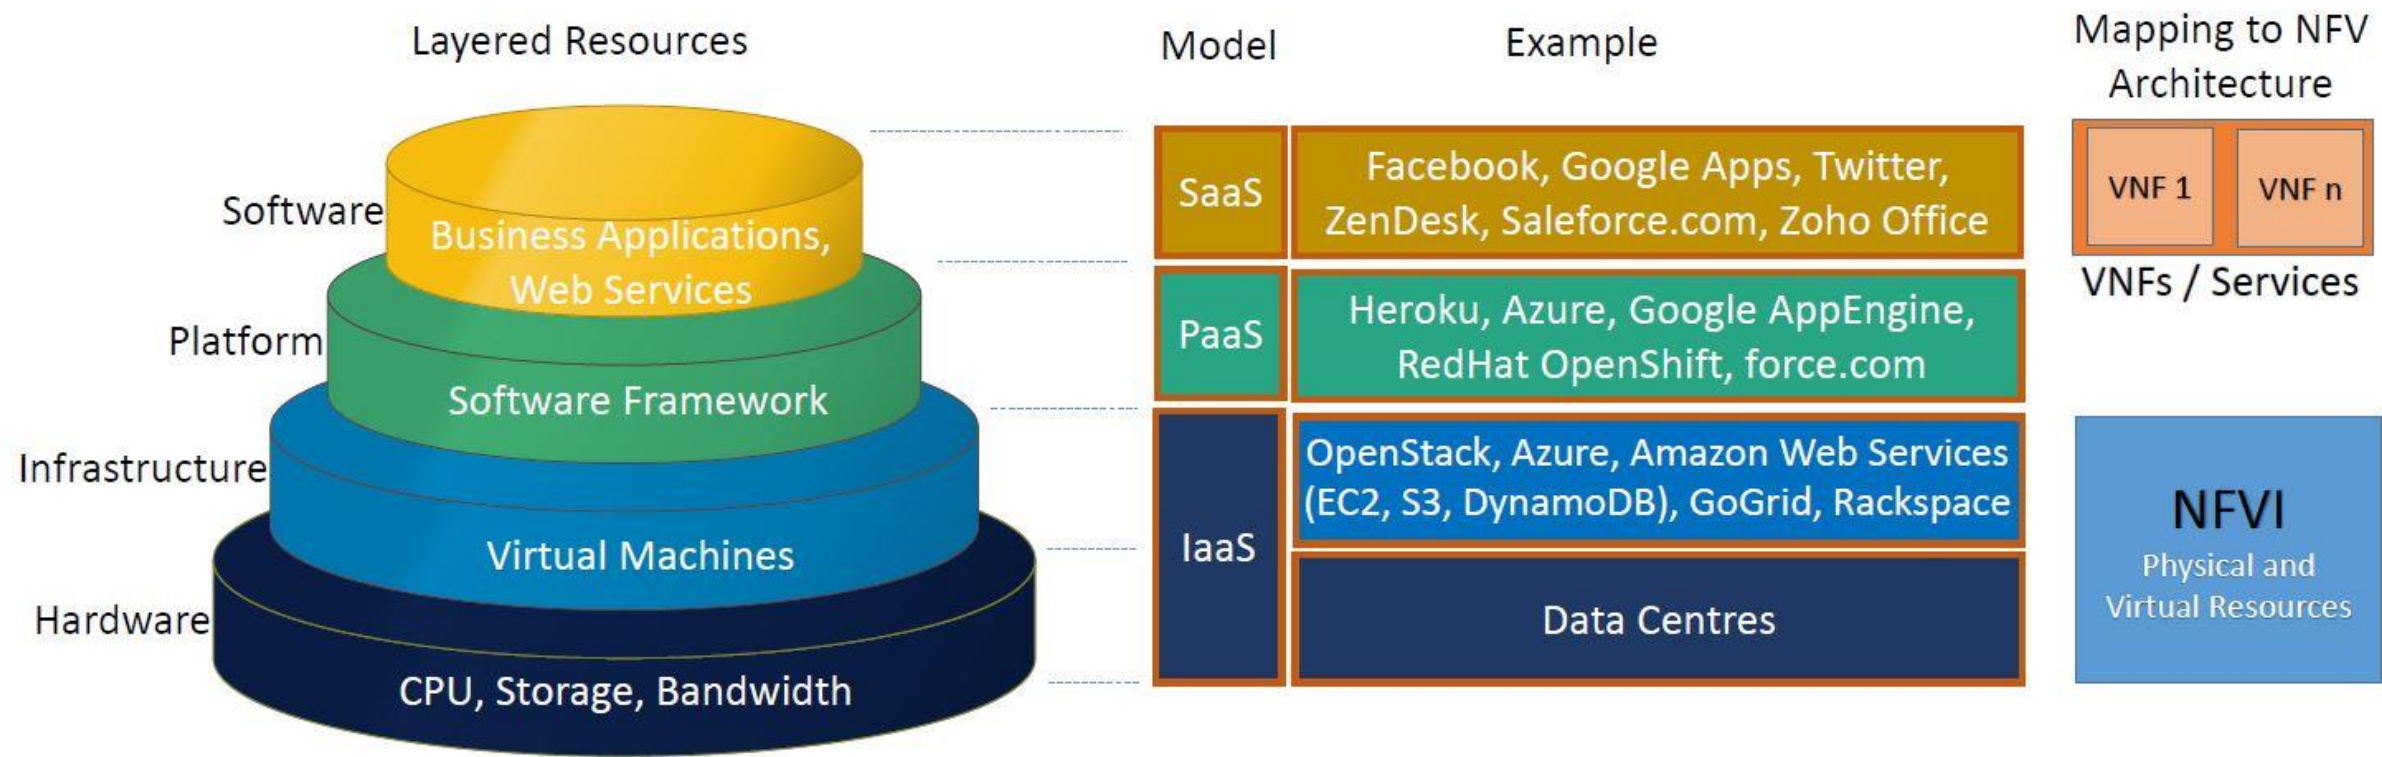 Layered Resources
Model
Example
Mapping to NFV
Architecture
Software
Business Applications,
Web Services
Platform
Software Framework
Infrastructure
Virtual Machines
Hardware
CPU, Storage, Bandwidth
SaaS
Facebook, Google Apps, Twitter,
ZenDesk, Saleforce.com, Zoho Office
PaaS
Heroku, Azure, Google AppEngine,
RedHat OpenShift, force.com
IaaS
OpenStack, Azure, Amazon Web Services
(EC2, S3, DynamoDB), GoGrid, Rackspace
Data Centres
VNF 1
VNF n
VNFs / Services
NFVI
Physical and
Virtual Resources